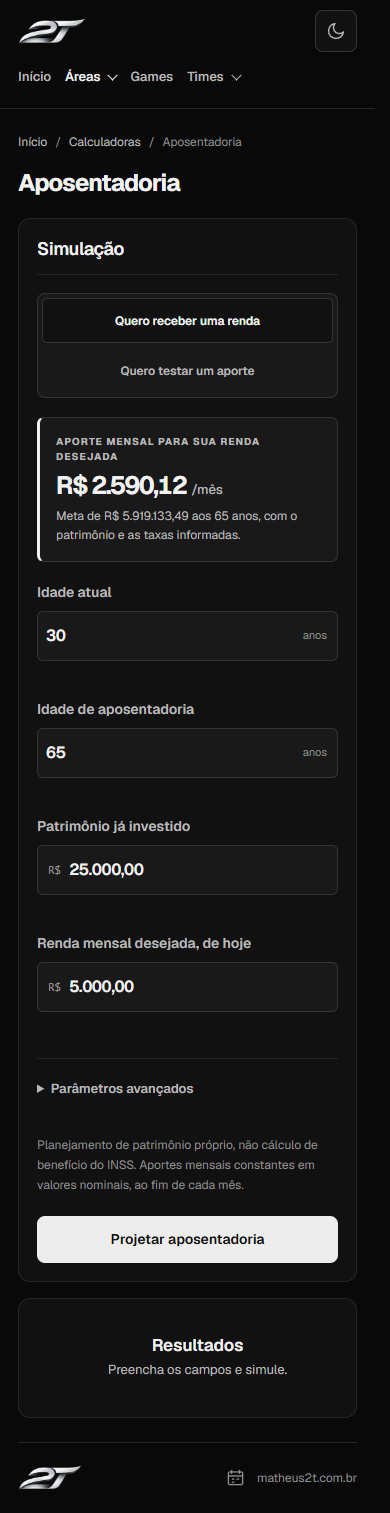 2T
Início Áreas Games Times
Início / Calculadoras / Aposentadoria
Aposentadoria
Simulação
Quero receber uma renda
Quero testar um aporte
APORTE MENSAL PARA SUA RENDA
DESEJADA
R$ 2.590,12 /mês
Meta de R$ 5.919.133,49 aos 65 anos, com o
patrimônio e as taxas informadas.
Idade atual
30 anos
Idade de aposentadoria
65 anos
Patrimônio já investido
R$ 25.000,00
Renda mensal desejada, de hoje
R$ 5.000,00
Parâmetros avançados
Planejamento de patrimônio próprio, não cálculo de
benefício do INSS. Aportes mensais constantes em
valores nominais, ao fim de cada mês.
Projetar aposentadoria
Resultados
Preencha os campos e simule.
2T matheus2t.com.br